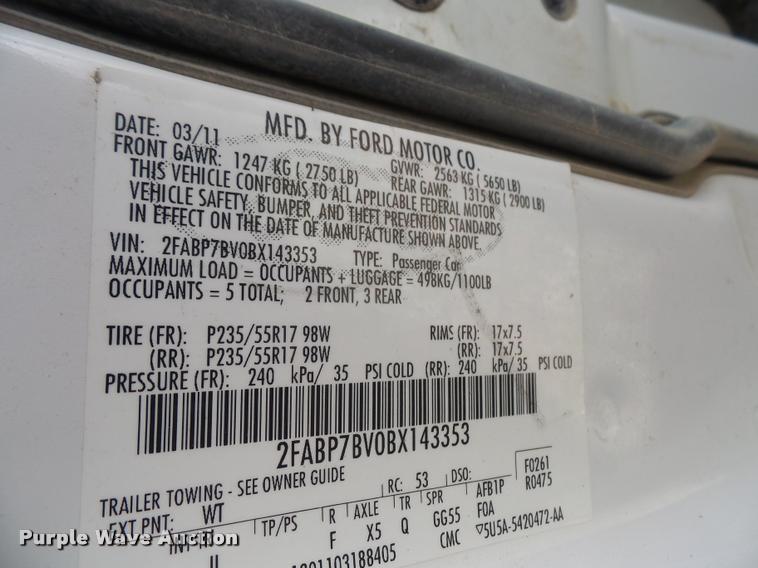 DATE: 03/11 MFD. BY FORD MOTOR CO.
FRONT GAWR: 1247 KG ( 2750 LB) GVWR: 2563 KG ( 5650 LB)
REAR GAWR: 1315 KG ( 2900 LB)
THIS VEHICLE CONFORMS TO ALL APPLICABLE FEDERAL MOTOR
VEHICLE SAFETY, BUMPER, AND THEFT PREVENTION STANDARDS
IN EFFECT ON THE DATE OF MANUFACTURE SHOWN ABOVE.
VIN: 2FABP7BV0BX143353 TYPE: Passenger Car
MAXIMUM LOAD = OCCUPANTS + LUGGAGE = 498KG/1100LB
OCCUPANTS = 5 TOTAL; 2 FRONT, 3 REAR
TIRE (FR): P235/55R17 98W RIMS (FR): 17x7.5
(RR): P235/55R17 98W (RR): 17x7.5
PRESSURE (FR): 240 kPa/ 35 PSI COLD (RR): 240 kPa/ 35 PSI COLD
2FABP7BV0BX143353
TRAILER TOWING - SEE OWNER GUIDE
EXT PNT: WT RC: 53 DSO: F0261
TP/PS R AXLE TR SPR AFB1P R0475
F X5 Q GG55 F0A
CMC ▽5U5A-5420472-AA
Purple Wave Auction